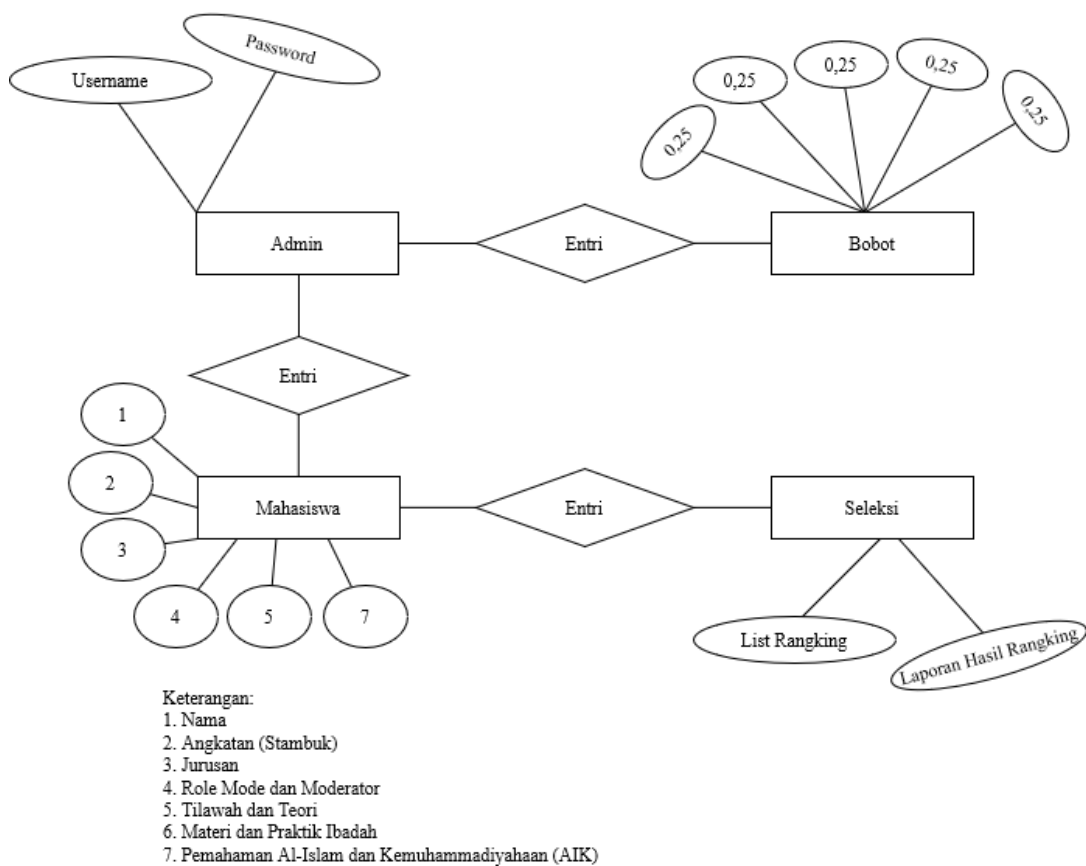 Username
Password
0,25
0,25
0,25
0,25
0,25
Admin
Entri
Bobot
Entri
1
2
3
Mahasiswa
Entri
Seleksi
4
5
7
List Rangking
Laporan Hasil Rangking
Keterangan:
1. Nama
2. Angkatan (Stambuk)
3. Jurusan
4. Role Mode dan Moderator
5. Tilawah dan Teori
6. Materi dan Praktik Ibadah
7. Pemahaman Al-Islam dan Kemuhammadiyahaan (AIK)